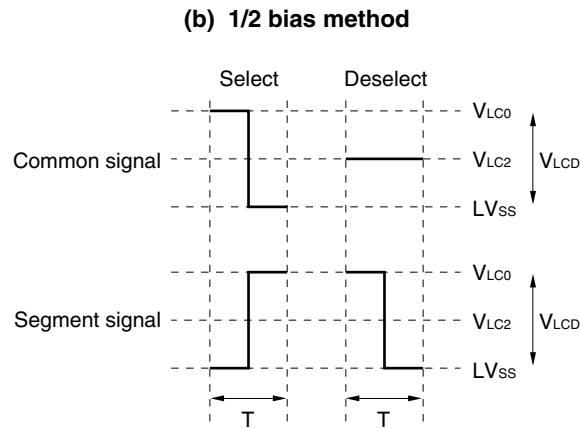 (b) 1/2 bias method
Select Deselect
VLC0
Common signal VLC2 VLCD
LVSS
VLC0
Segment signal VLC2 VLCD
LVSS
T T